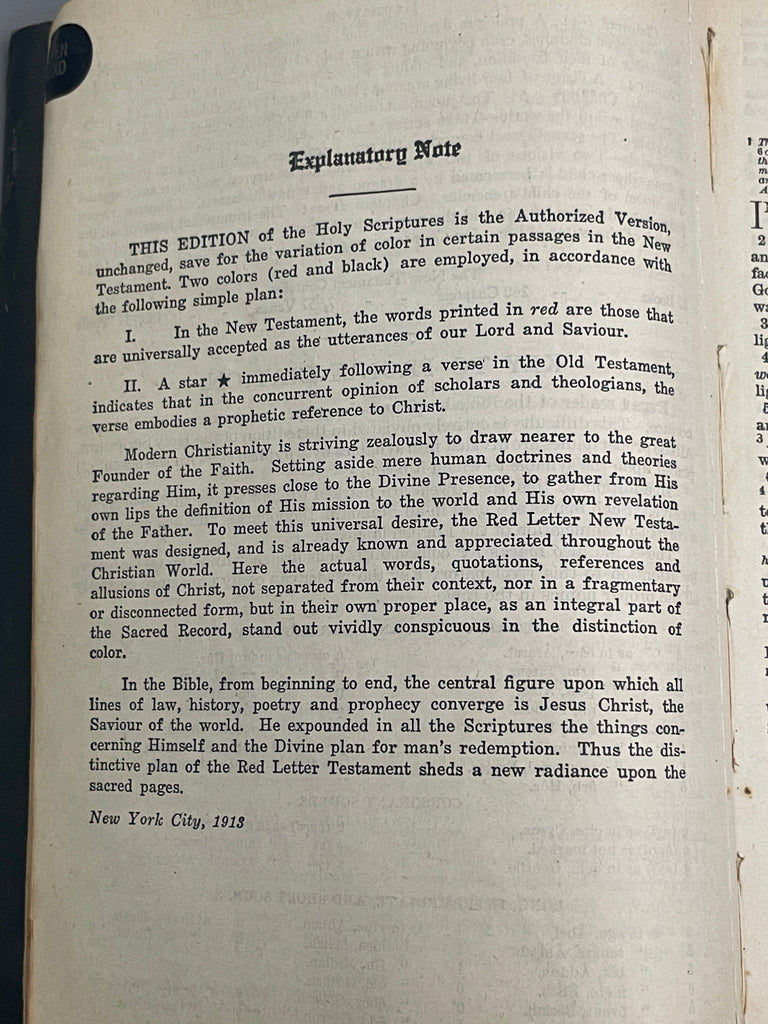 Explanatory Note
THIS EDITION of the Holy Scriptures is the Authorized Version,
unchanged, save for the variation of color in certain passages in the New
Testament. Two colors (red and black) are employed, in accordance with
the following simple plan:
I. In the New Testament, the words printed in red are those that
are universally accepted as the utterances of our Lord and Saviour.
II. A star ★ immediately following a verse in the Old Testament,
indicates that in the concurrent opinion of scholars and theologians, the
verse embodies a prophetic reference to Christ.
Modern Christianity is striving zealously to draw nearer to the great
Founder of the Faith. Setting aside mere human doctrines and theories
regarding Him, it presses close to the Divine Presence, to gather from His
own lips the definition of His mission to the world and His own revelation
of the Father. To meet this universal desire, the Red Letter New Testa-
ment was designed, and is already known and appreciated throughout the
Christian World. Here the actual words, quotations, references and
allusions of Christ, not separated from their context, nor in a fragmentary
or disconnected form, but in their own proper place, as an integral part of
the Sacred Record, stand out vividly conspicuous in the distinction of
color.
In the Bible, from beginning to end, the central figure upon which all
lines of law, history, poetry and prophecy converge is Jesus Christ, the
Saviour of the world. He expounded in all the Scriptures the things con-
cerning Himself and the Divine plan for man's redemption. Thus the dis-
tinctive plan of the Red Letter Testament sheds a new radiance upon the
sacred pages.
New York City, 1913